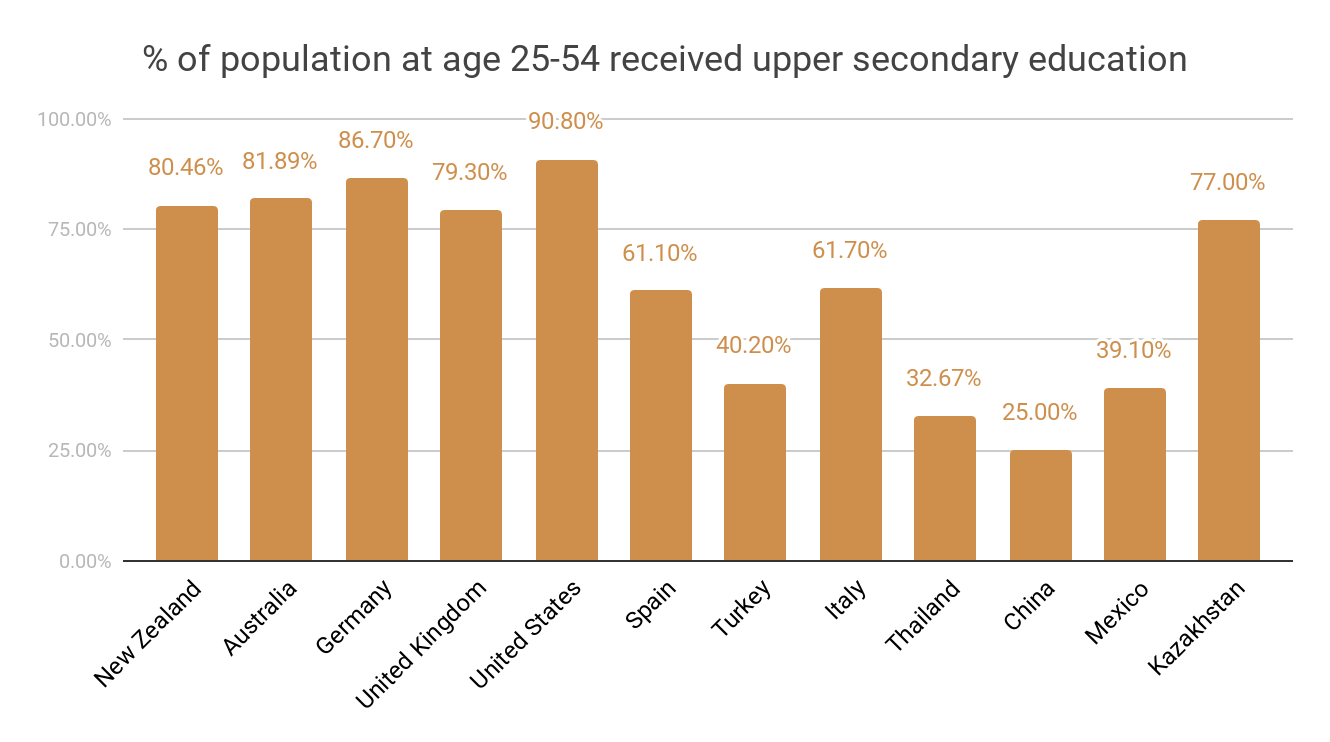 % of population at age 25-54 received upper secondary education
100.00%
75.00%
50.00%
25.00%
0.00%
80.46%
81.89%
86.70%
79.30%
90.80%
61.10%
40.20%
61.70%
32.67%
25.00%
39.10%
77.00%
New Zealand
Australia
Germany
United Kingdom
United States
Spain
Turkey
Italy
Thailand
China
Mexico
Kazakhstan